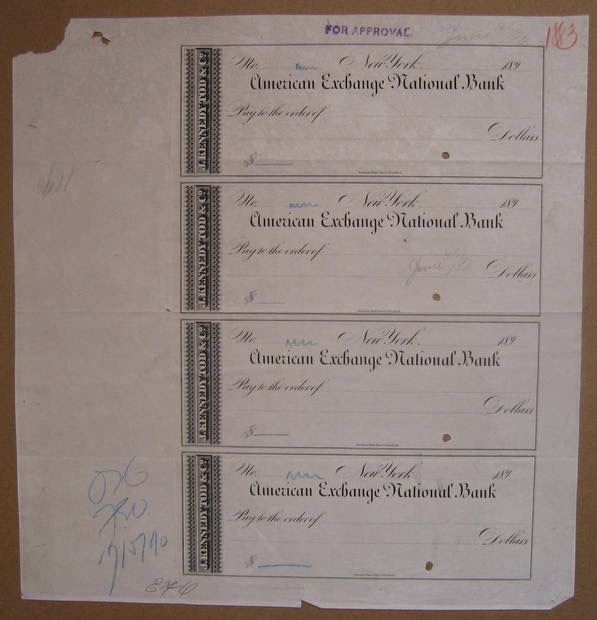 FOR APPROVAL
183
J. KENNEDY TOD & Co.
No. New York 189
American Exchange National Bank
Pay to the order of
Dollars
$
J. KENNEDY TOD & Co.
No. New York 189
American Exchange National Bank
Pay to the order of
June
Dollars
$
J. KENNEDY TOD & Co.
No. New York 189
American Exchange National Bank
Pay to the order of
Dollars
$
J. KENNEDY TOD & Co.
No. New York 189
American Exchange National Bank
Pay to the order of
Dollars
$